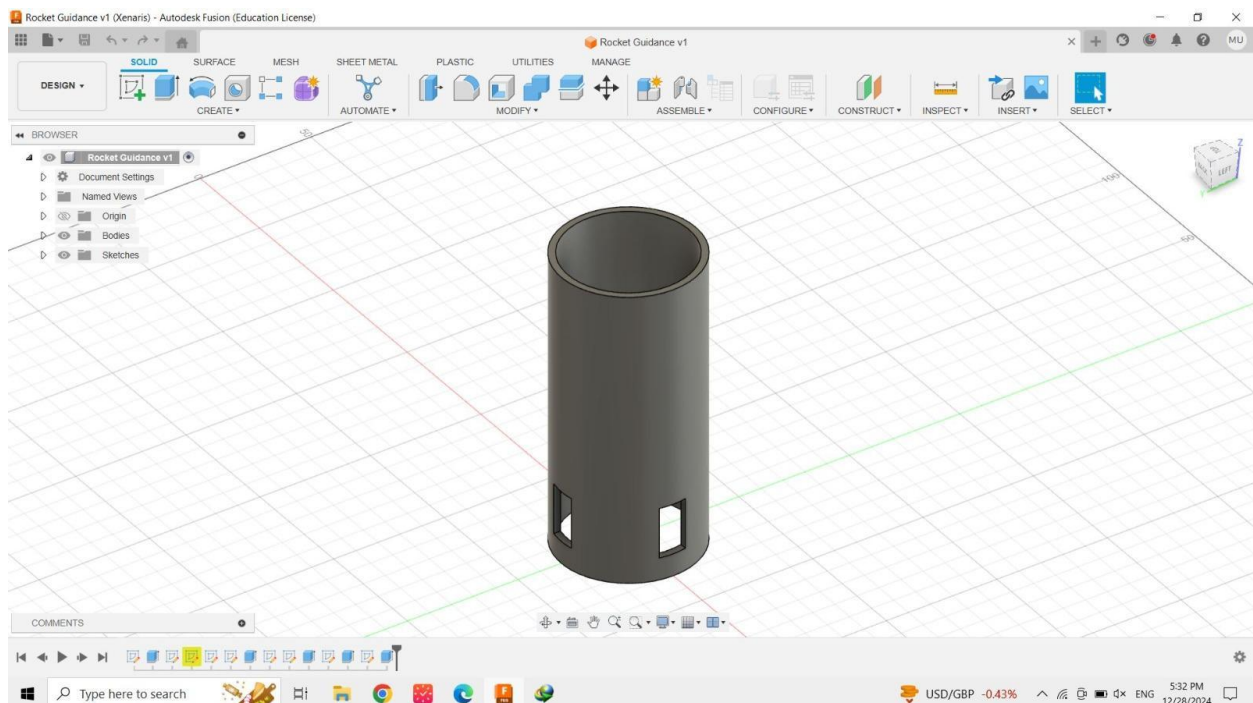 Rocket Guidance v1 (Xenaris) - Autodesk Fusion (Education License)
Rocket Guidance v1
MU
SOLID SURFACE MESH SHEET METAL PLASTIC UTILITIES MANAGE
DESIGN
CREATE AUTOMATE MODIFY ASSEMBLE CONFIGURE CONSTRUCT INSPECT INSERT SELECT
BROWSER
Rocket Guidance v1
Document Settings
Named Views
Origin
Bodies
Sketches
100
50
50
Z
LEFT
Y
COMMENTS
Type here to search
USD/GBP -0.43%
ENG
5:32 PM
12/28/2024